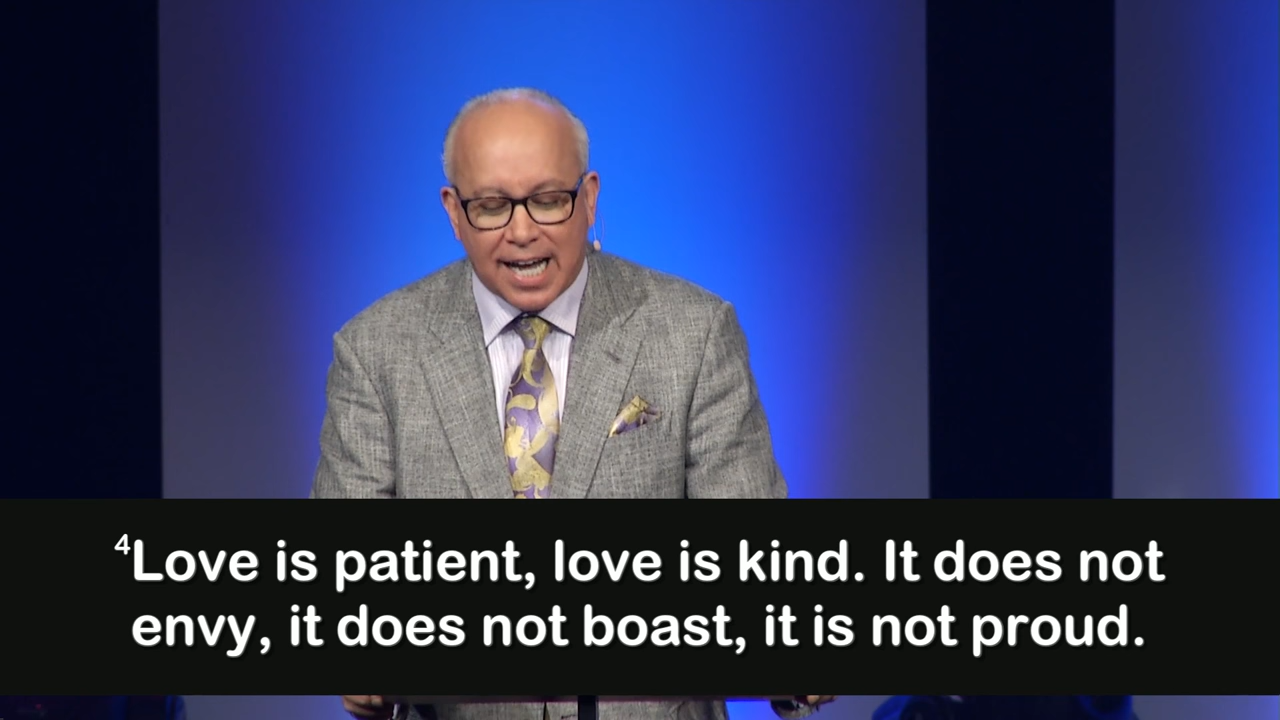 ⁴Love is patient, love is kind. It does not
envy, it does not boast, it is not proud.